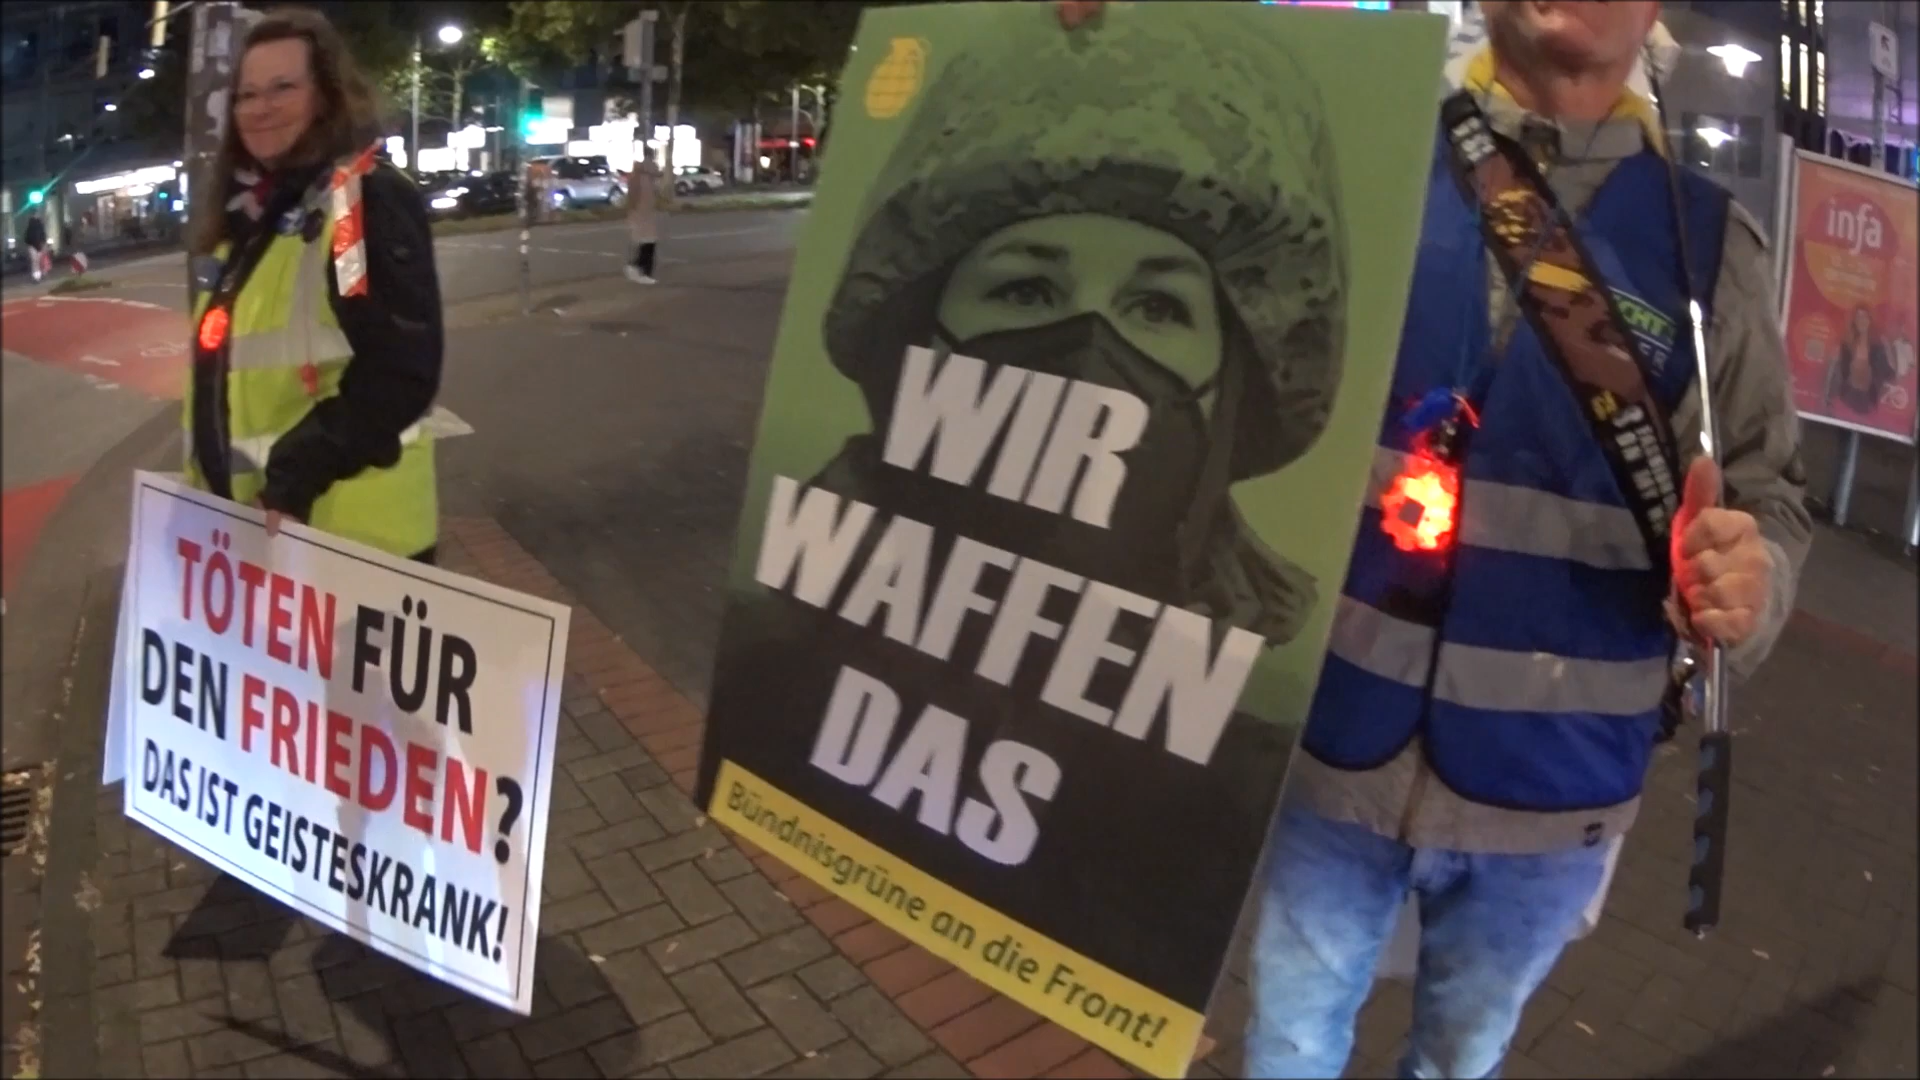 TÖTEN FÜR
DEN FRIEDEN?
DAS IST GEISTESKRANK!
WIR
WAFFEN
DAS
Bündnisgrüne an die Front!
infa